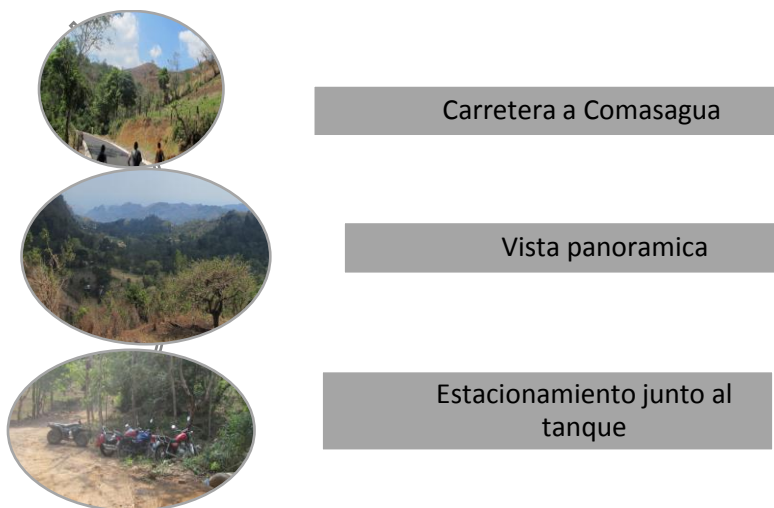 Carretera a Comasagua
Vista panoramica
Estacionamiento junto al
tanque